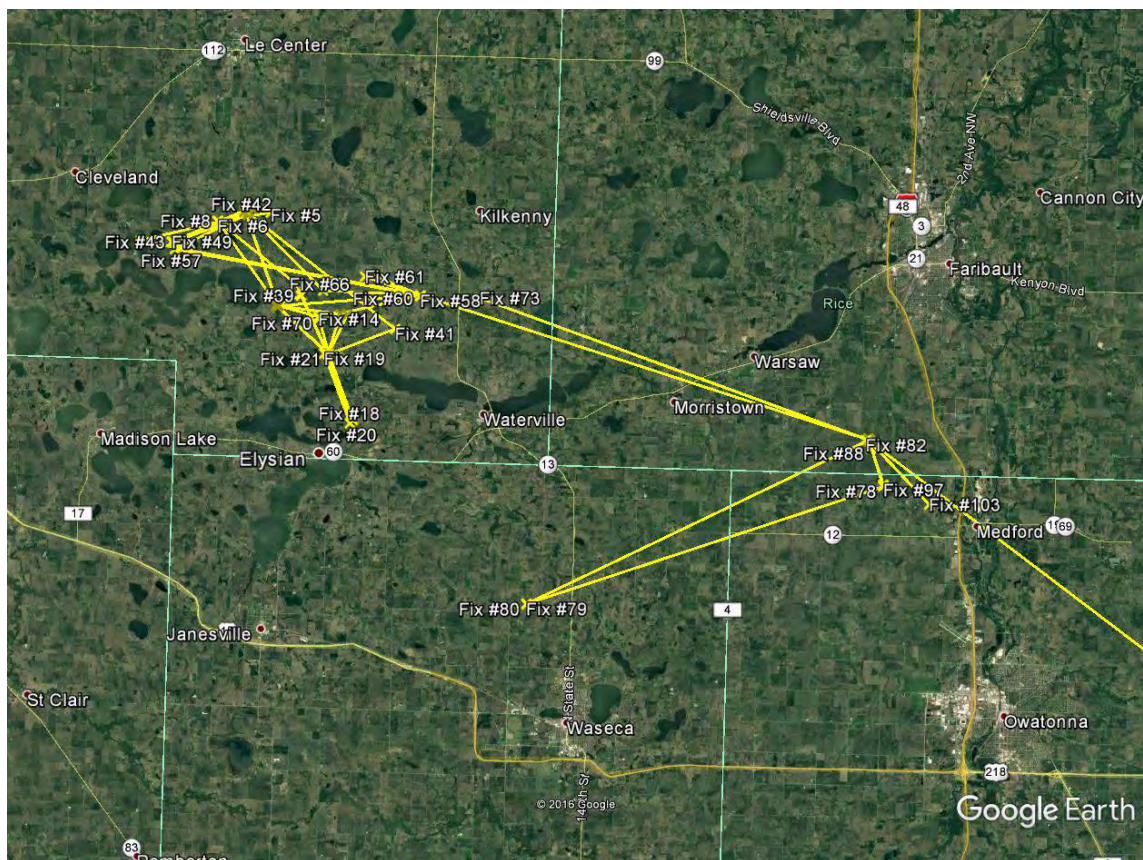 Le Center
112
99
Shieldsville Blvd
2nd Ave NW
Cleveland
Cannon City
48
3
Fix #42
Fix #5
Fix #8
Fix #6
Kilkenny
Fix #43
Fix #49
Fix #57
21
Faribault
Kenyon Blvd
Fix #61
Fix #66
Fix #39
Fix #60
Fix #58
Fix #73
Rice
Fix #70
Fix #14
Fix #41
Fix #21
Fix #19
Warsaw
Morristown
Fix #18
Waterville
Fix #20
Madison Lake
Elysian
60
13
Fix #88
Fix #82
Fix #78
Fix #97
Fix #103
17
12
Medford
19
69
Fix #80
Fix #79
4
Janesville
St Clair
N State St
Waseca
Owatonna
218
140th St
© 2016 Google
Google Earth
83
Pemberton